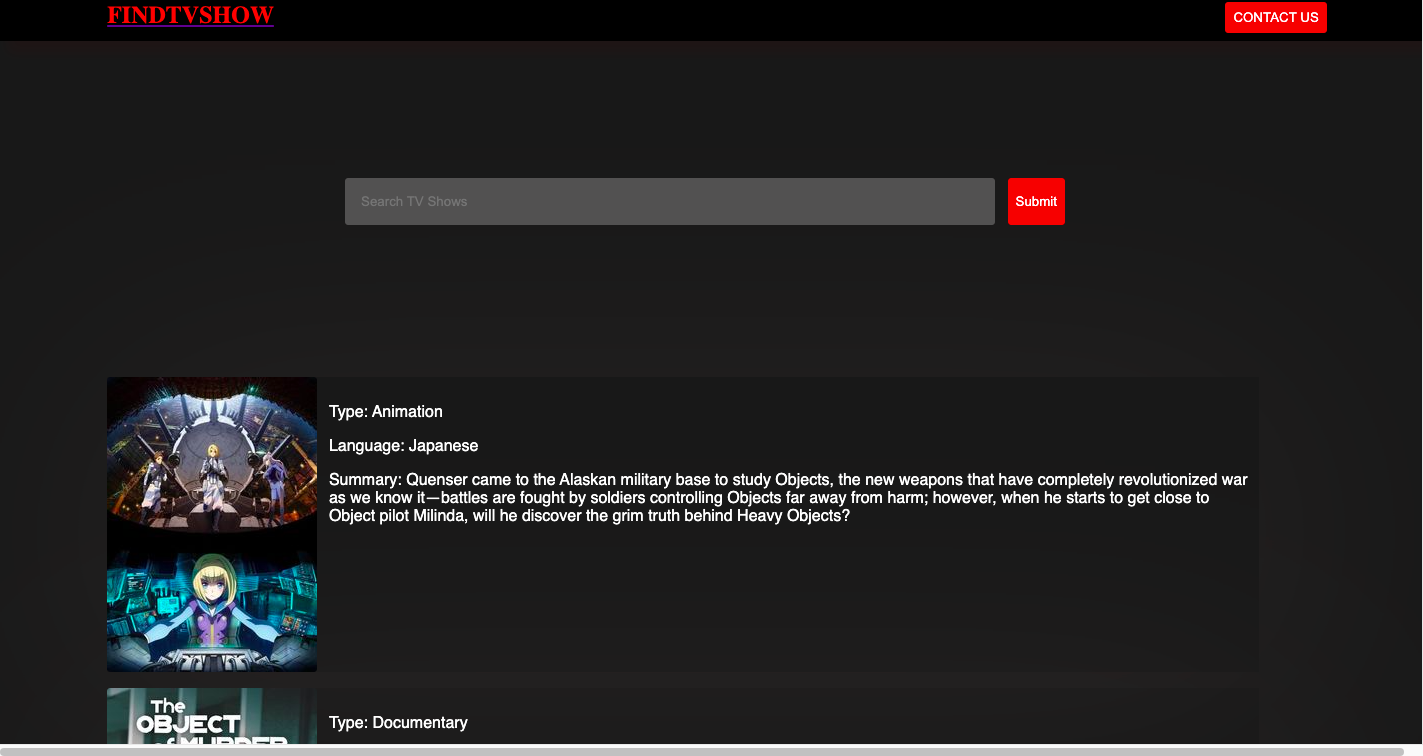 FINDTVSHOW
CONTACT US
Search TV Shows
Submit
Type: Animation
Language: Japanese
Summary: Quenser came to the Alaskan military base to study Objects, the new weapons that have completely revolutionized war
as we know it—battles are fought by soldiers controlling Objects far away from harm; however, when he starts to get close to
Object pilot Milinda, will he discover the grim truth behind Heavy Objects?
The
OBJECT
of MURDER
Type: Documentary